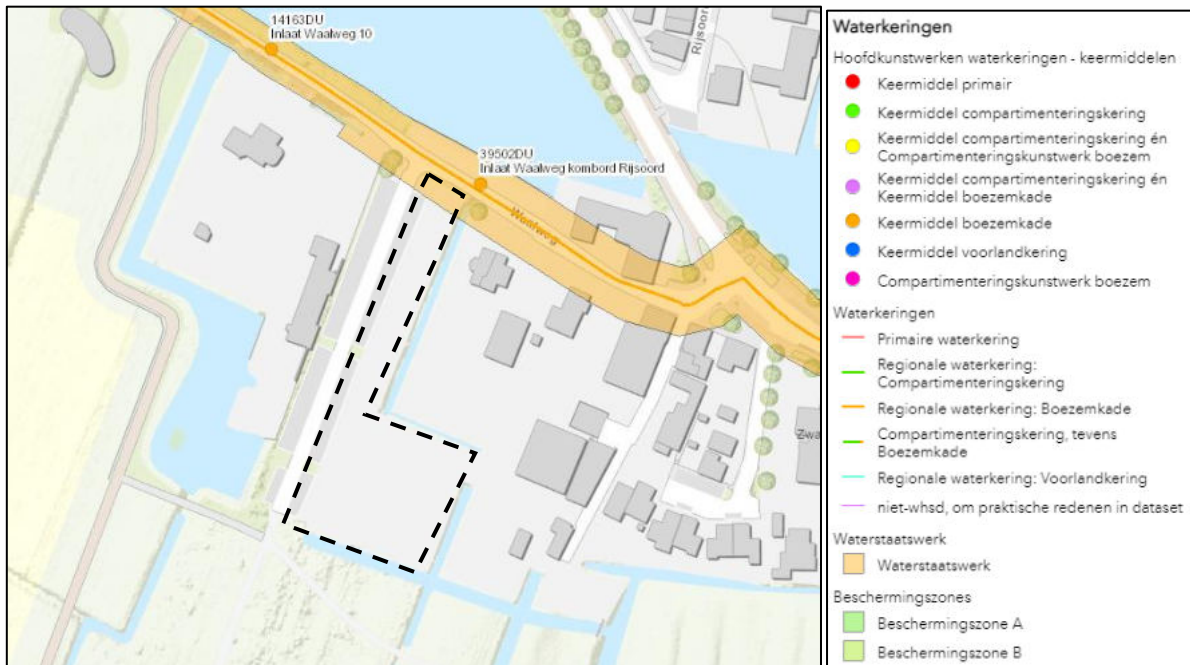 14163DU
Inlaat Waalweg 10
Rijsoord
39502DU
Inlaat Waalweg kombord Rijsoord
Waalweg
Zwa
Waterkeringen
Hoofdkunstwerken waterkeringen - keermiddelen
Keermiddel primair
Keermiddel compartimenteringskering
Keermiddel compartimenteringskering én
Compartimenteringskunstwerk boezem
Keermiddel compartimenteringskering én
Keermiddel boezemkade
Keermiddel boezemkade
Keermiddel voorlandkering
Compartimenteringskunstwerk boezem
Waterkeringen
Primaire waterkering
Regionale waterkering:
Compartimenteringskering
Regionale waterkering: Boezemkade
Compartimenteringskering, tevens
Boezemkade
Regionale waterkering: Voorlandkering
niet-whsd, om praktische redenen in dataset
Waterstaatswerk
Waterstaatswerk
Beschermingszones
Beschermingszone A
Beschermingszone B